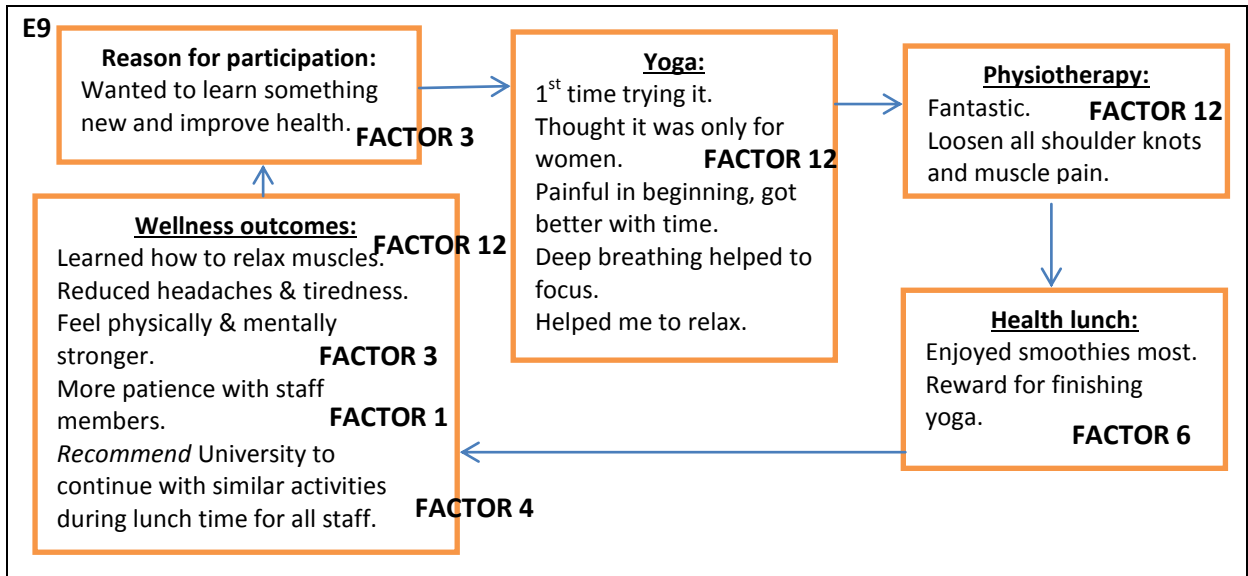 E9
Reason for participation:
Wanted to learn something
new and improve health.
FACTOR 3
Yoga:
1st time trying it.
Thought it was only for
women.
FACTOR 12
Painful in beginning, got
better with time.
Deep breathing helped to
focus.
Helped me to relax.
Physiotherapy:
Fantastic.
FACTOR 12
Loosen all shoulder knots
and muscle pain.
Health lunch:
Enjoyed smoothies most.
Reward for finishing
yoga.
FACTOR 6
Wellness outcomes:
FACTOR 12
Learned how to relax muscles.
Reduced headaches & tiredness.
Feel physically & mentally
stronger.
FACTOR 3
More patience with staff
members.
FACTOR 1
Recommend University to
continue with similar activities
during lunch time for all staff.
FACTOR 4